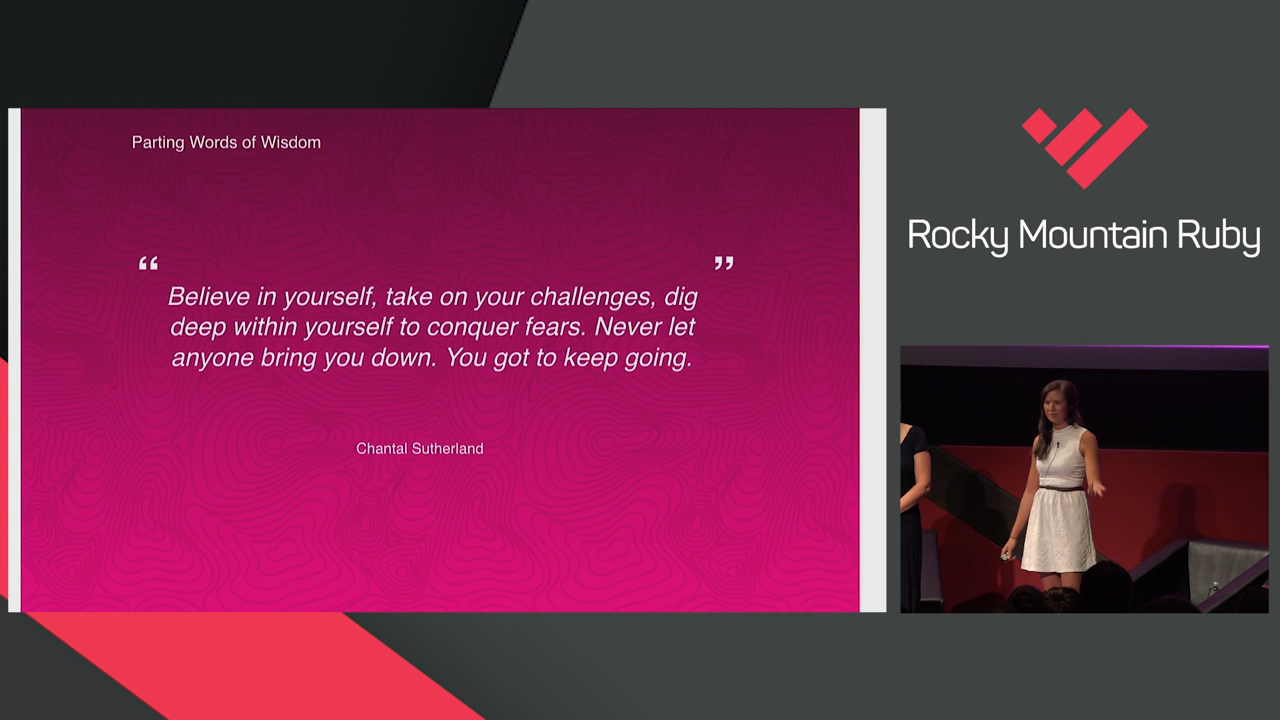 Parting Words of Wisdom
“ ”
Believe in yourself, take on your challenges, dig
deep within yourself to conquer fears. Never let
anyone bring you down. You got to keep going.
Chantal Sutherland
Rocky Mountain Ruby